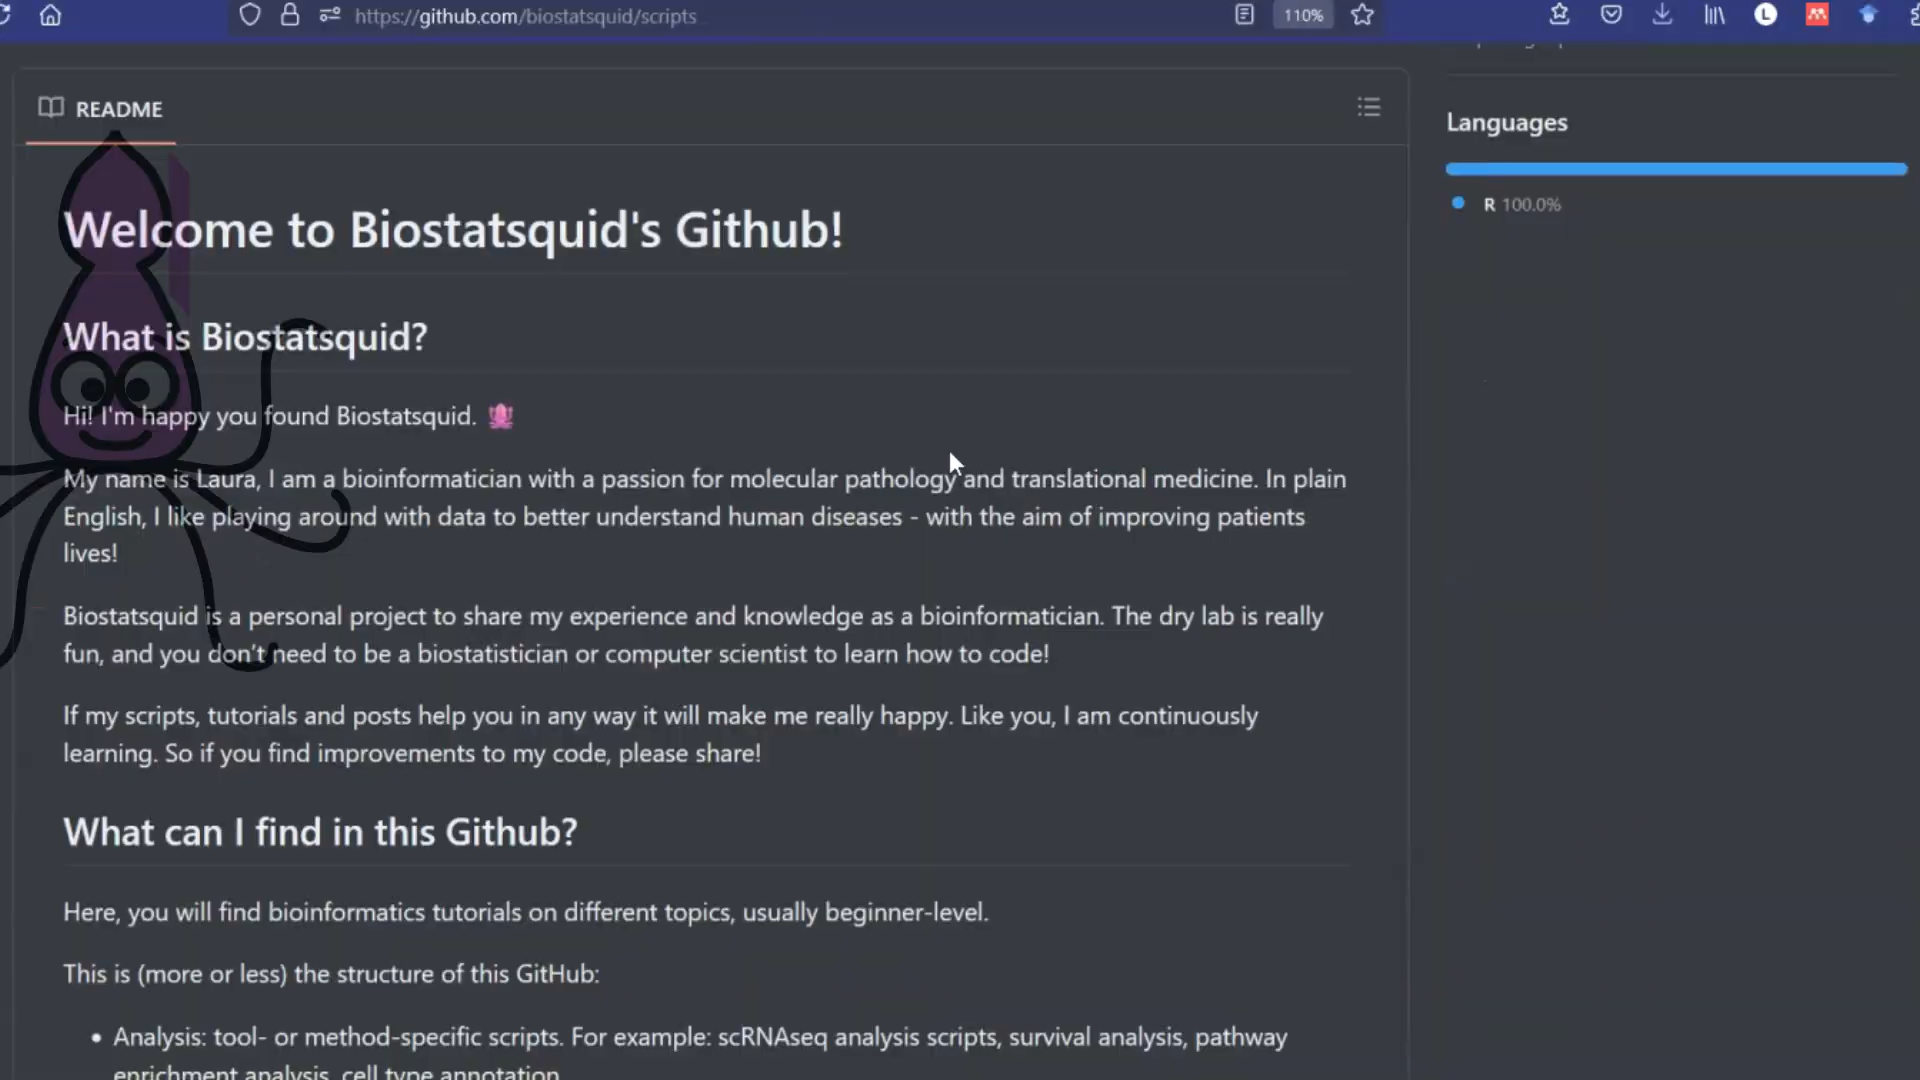 https://github.com/biostatsquid/scripts
110%
L
README
Languages
R 100.0%
Welcome to Biostatsquid's Github!
What is Biostatsquid?
Hi! I'm happy you found Biostatsquid.
My name is Laura, I am a bioinformatician with a passion for molecular pathology and translational medicine. In plain
English, I like playing around with data to better understand human diseases - with the aim of improving patients
lives!
Biostatsquid is a personal project to share my experience and knowledge as a bioinformatician. The dry lab is really
fun, and you don't need to be a biostatistician or computer scientist to learn how to code!
If my scripts, tutorials and posts help you in any way it will make me really happy. Like you, I am continuously
learning. So if you find improvements to my code, please share!
What can I find in this Github?
Here, you will find bioinformatics tutorials on different topics, usually beginner-level.
This is (more or less) the structure of this GitHub:
• Analysis: tool- or method-specific scripts. For example: scRNAseq analysis scripts, survival analysis, pathway
enrichment analysis, cell type annotation